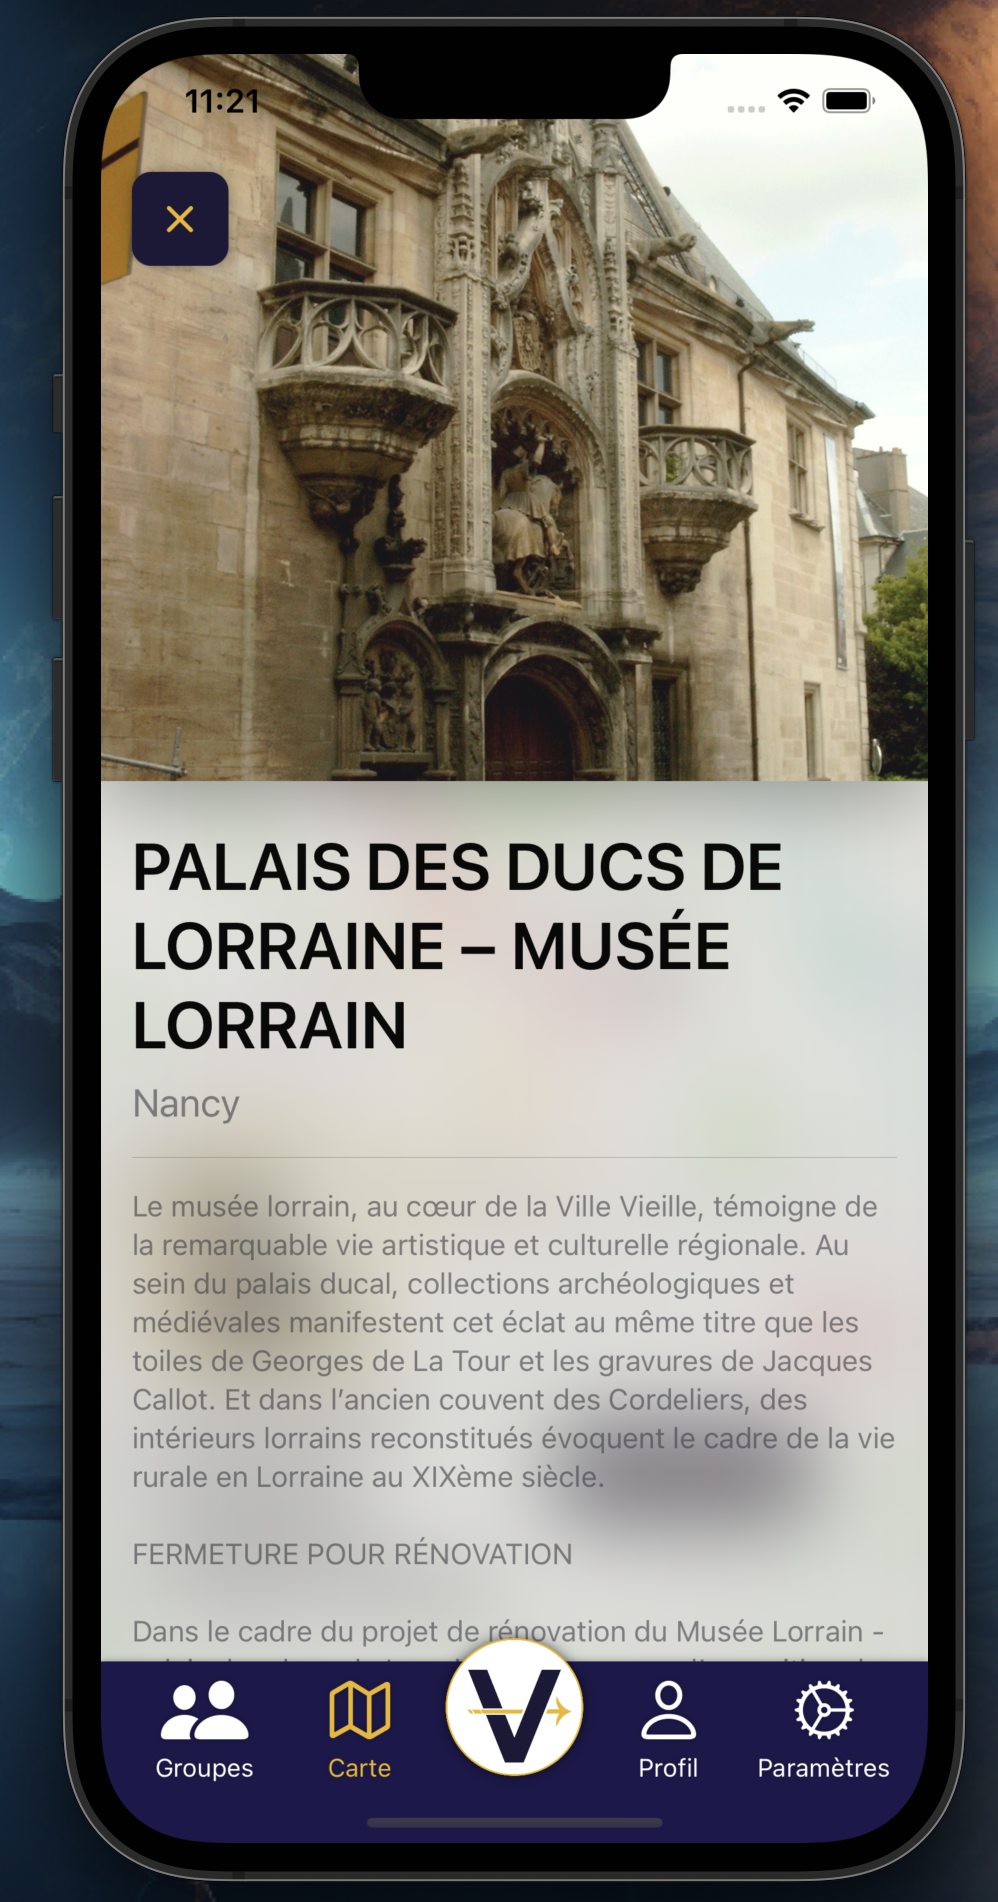 11:21
PALAIS DES DUCS DE
LORRAINE – MUSÉE
LORRAIN
Nancy
Le musée lorrain, au cœur de la Ville Vieille, témoigne de
la remarquable vie artistique et culturelle régionale. Au
sein du palais ducal, collections archéologiques et
médiévales manifestent cet éclat au même titre que les
toiles de Georges de La Tour et les gravures de Jacques
Callot. Et dans l’ancien couvent des Cordeliers, des
intérieurs lorrains reconstitués évoquent le cadre de la vie
rurale en Lorraine au XIXème siècle.
FERMETURE POUR RÉNOVATION
Dans le cadre du projet de rénovation du Musée Lorrain -
V
Groupes
Carte
Profil
Paramètres